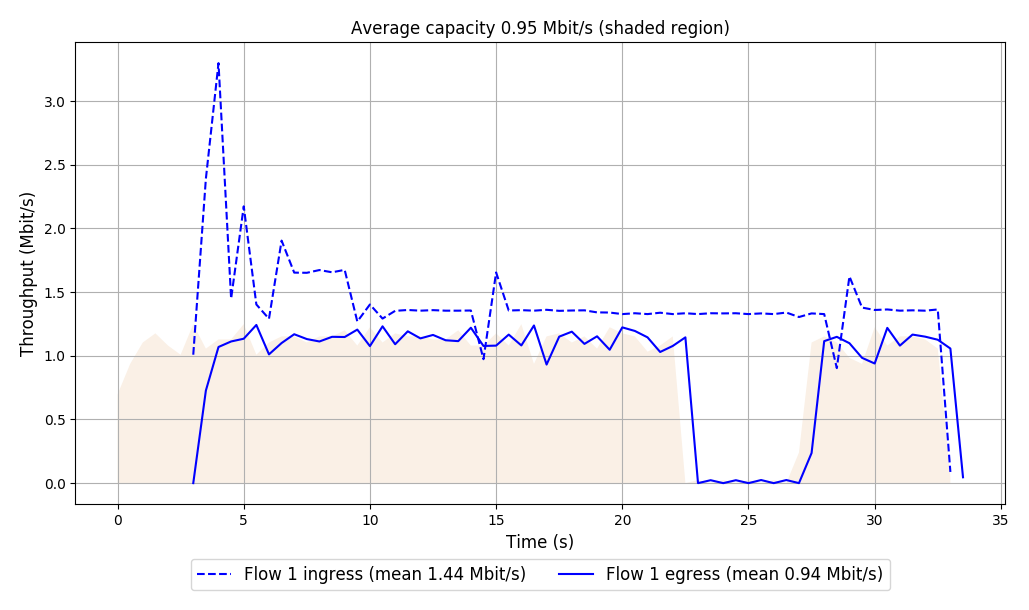 Average capacity 0.95 Mbit/s (shaded region)
Throughput (Mbit/s)
3.0
2.5
2.0
1.5
1.0
0.5
0.0
0 5 10 15 20 25 30 35
Time (s)
Flow 1 ingress (mean 1.44 Mbit/s) Flow 1 egress (mean 0.94 Mbit/s)